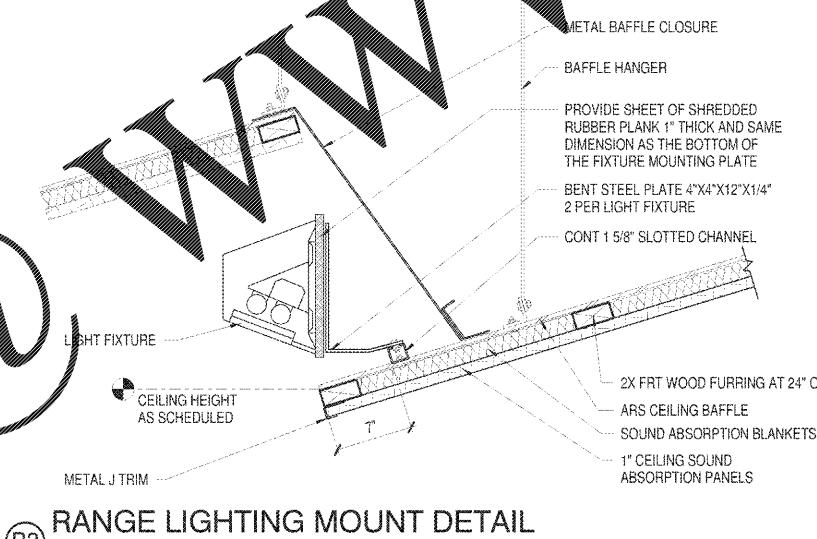 @ WWW
METAL BAFFLE CLOSURE
BAFFLE HANGER
PROVIDE SHEET OF SHREDDED
RUBBER PLANK 1" THICK AND SAME
DIMENSION AS THE BOTTOM OF
THE FIXTURE MOUNTING PLATE
BENT STEEL PLATE 4"X4"X12"X1/4"
2 PER LIGHT FIXTURE
CONT 1 5/8" SLOTTED CHANNEL
LIGHT FIXTURE
CEILING HEIGHT
AS SCHEDULED
7"
METAL J TRIM
2X FRT WOOD FURRING AT 24" O
ARS CEILING BAFFLE
SOUND ABSORPTION BLANKETS
1" CEILING SOUND
ABSORPTION PANELS
RANGE LIGHTING MOUNT DETAIL